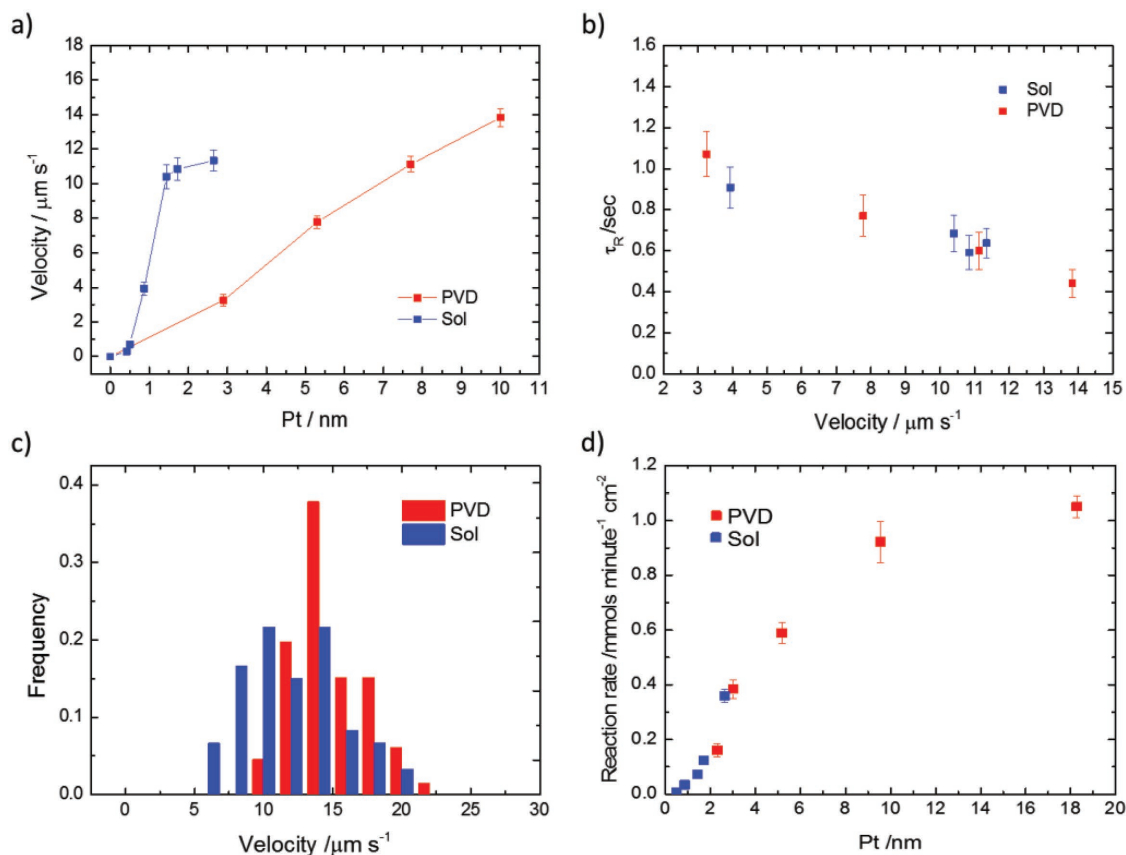 a)
18
16
14
12
10
8
6
4
2
0
Velocity / μm s⁻¹
PVD
Sol
0 1 2 3 4 5 6 7 8 9 10 11
Pt / nm
b)
1.6
1.4
1.2
1.0
0.8
0.6
0.4
0.2
0.0
τR /sec
Sol
PVD
2 3 4 5 6 7 8 9 10 11 12 13 14 15
Velocity / μm s⁻¹
c)
0.4
0.3
0.2
0.1
0.0
Frequency
PVD
Sol
0 5 10 15 20 25 30
Velocity /μm s⁻¹
d)
1.2
1.0
0.8
0.6
0.4
0.2
0.0
Reaction rate /mmols minute⁻¹ cm⁻²
PVD
Sol
0 2 4 6 8 10 12 14 16 18 20
Pt /nm